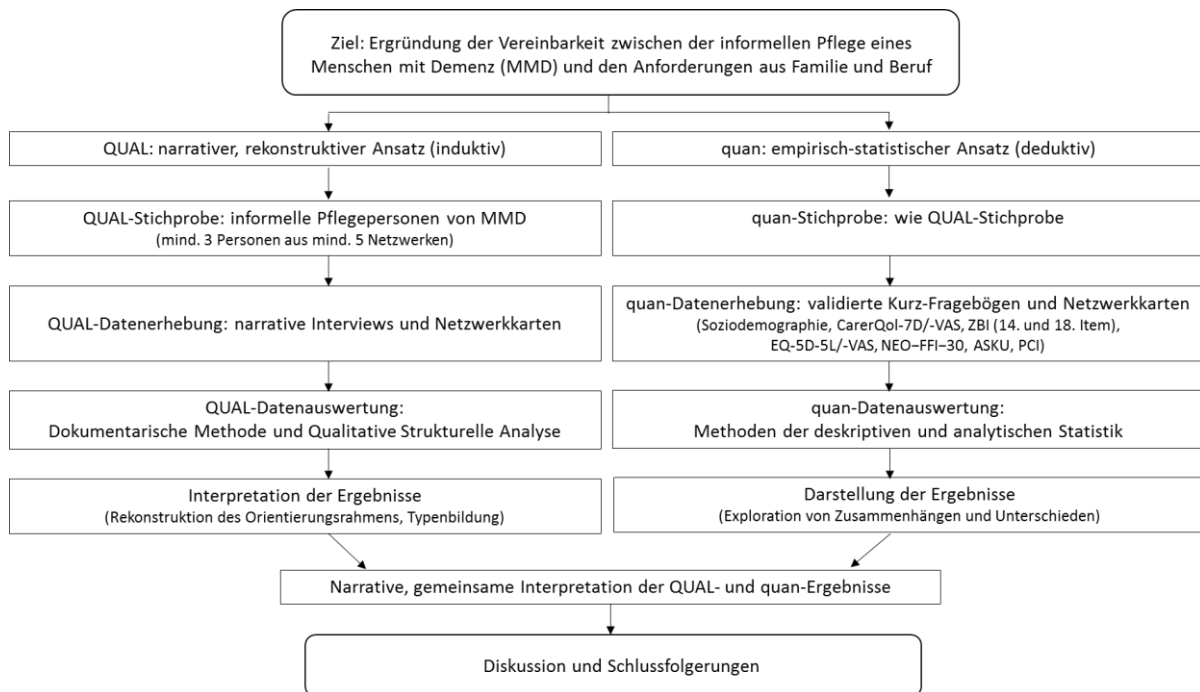 Ziel: Ergründung der Vereinbarkeit zwischen der informellen Pflege eines
Menschen mit Demenz (MMD) und den Anforderungen aus Familie und Beruf
QUAL: narrativer, rekonstruktiver Ansatz (induktiv)
quan: empirisch-statistischer Ansatz (deduktiv)
QUAL-Stichprobe: informelle Pflegepersonen von MMD
(mind. 3 Personen aus mind. 5 Netzwerken)
quan-Stichprobe: wie QUAL-Stichprobe
QUAL-Datenerhebung: narrative Interviews und Netzwerkkarten
quan-Datenerhebung: validierte Kurz-Fragebögen und Netzwerkkarten
(Soziodemographie, CarerQol-7D/-VAS, ZBI (14. und 18. Item),
EQ-5D-5L/-VAS, NEO–FFI–30, ASKU, PCI)
QUAL-Datenauswertung:
Dokumentarische Methode und Qualitative Strukturelle Analyse
quan-Datenauswertung:
Methoden der deskriptiven und analytischen Statistik
Interpretation der Ergebnisse
(Rekonstruktion des Orientierungsrahmens, Typenbildung)
Darstellung der Ergebnisse
(Exploration von Zusammenhängen und Unterschieden)
Narrative, gemeinsame Interpretation der QUAL- und quan-Ergebnisse
Diskussion und Schlussfolgerungen